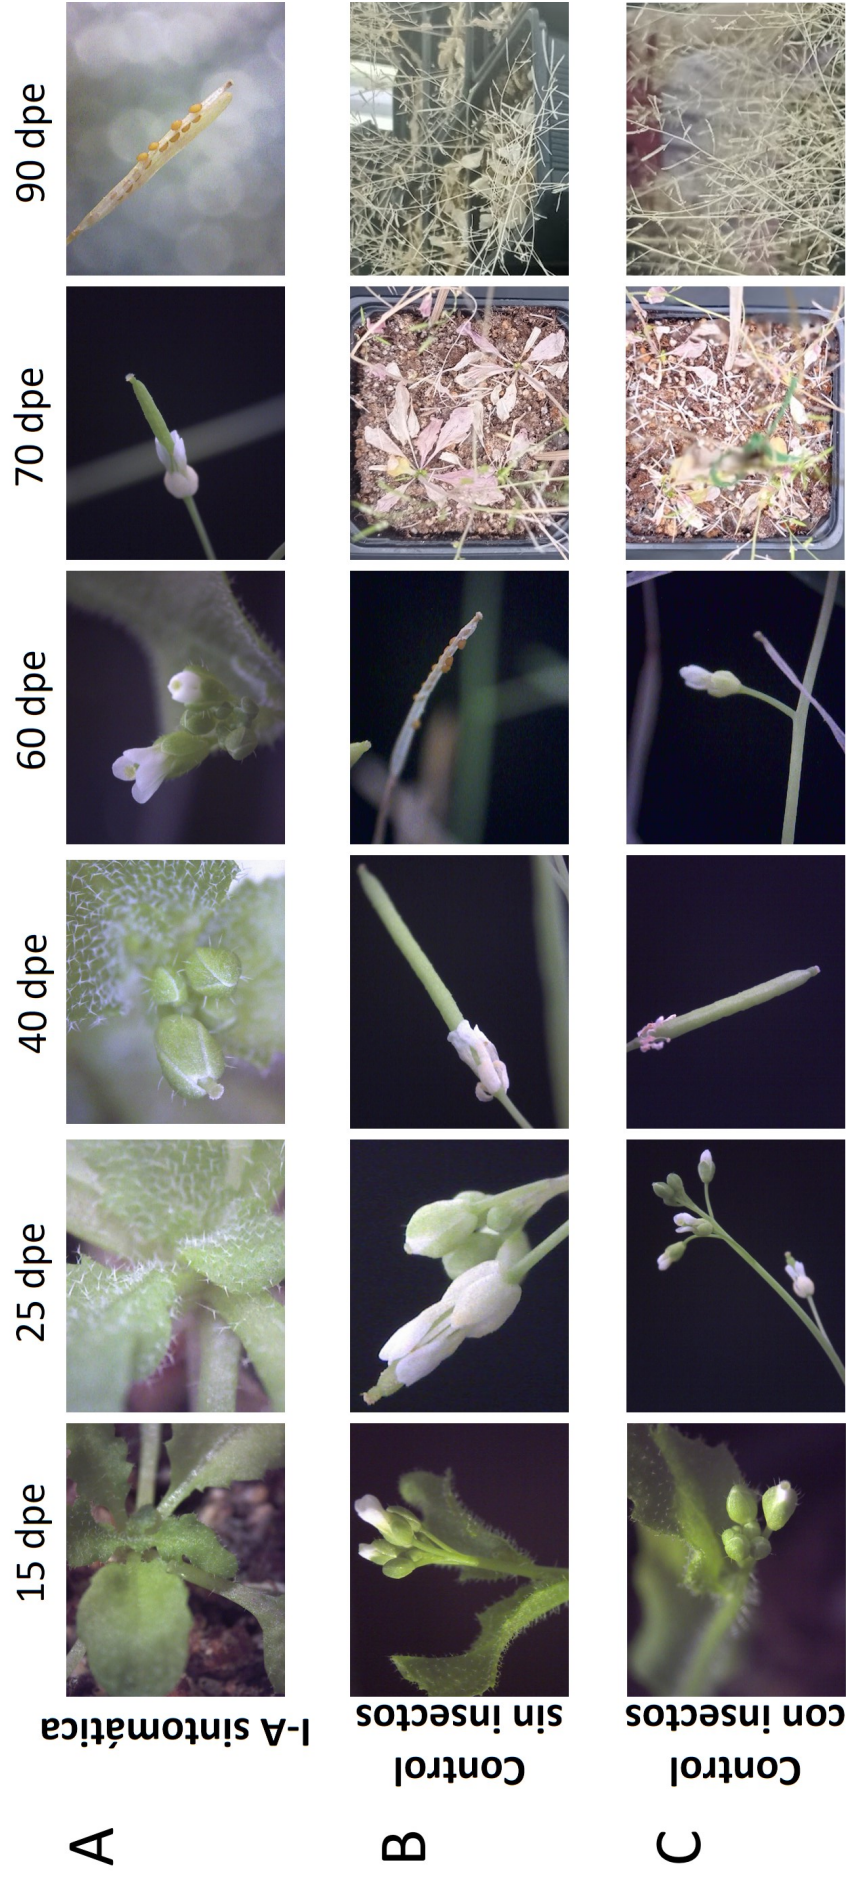 15 dpe
25 dpe
40 dpe
60 dpe
70 dpe
90 dpe
A
I-A sintomática
B
Control
sin insectos
C
Control
con insectos